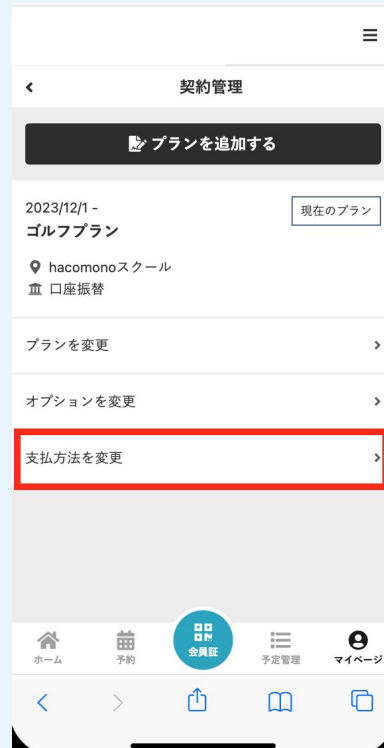 契約管理
プランを追加する
2023/12/1 -
現在のプラン
ゴルフプラン
hacomonoスクール
口座振替
プランを変更
オプションを変更
支払方法を変更
ホーム
予約
会員証
予定管理
マイページ